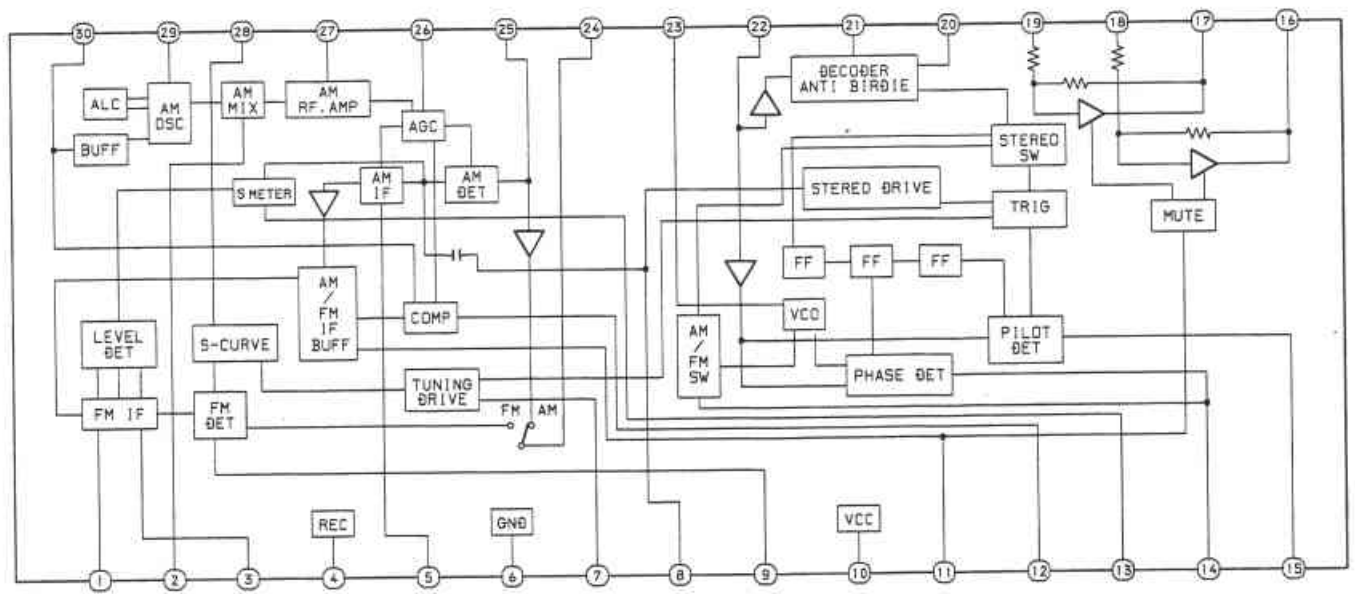 30 29 28 27 26 25 24 23 22 21 20 19 18 17 16
ALC
AM
OSC
AM
MIX
AM
RF.AMP
AGC
DECODER
ANTI BIRDIE
BUFF
STEREO
SW
S METER
AM
IF
AM
DET
STEREO DRIVE
TRIG
MUTE
FF
FF
FF
AM
/
FM
IF
BUFF
COMP
VCO
LEVEL
DET
S-CURVE
AM
/
FM
SW
PILOT
DET
TUNING
DRIVE
PHASE DET
FM IF
FM
DET
FM AM
REC
GND
VCC
1 2 3 4 5 6 7 8 9 10 11 12 13 14 15